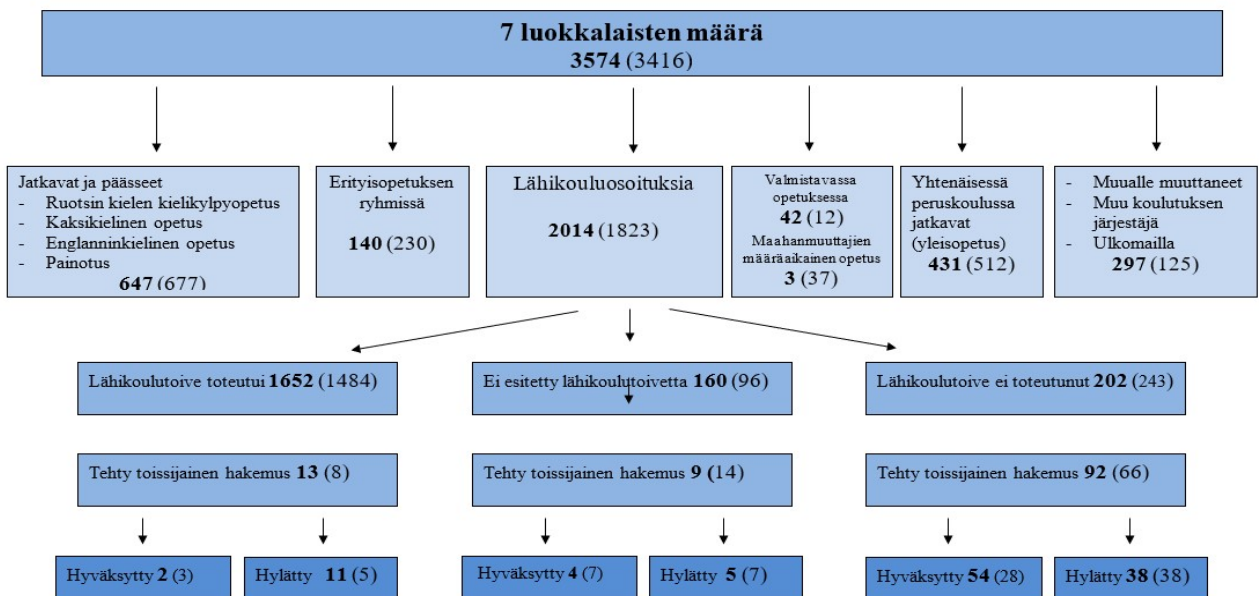 7 luokkalaisten määrä
3574 (3416)
Jatkavat ja päässeet
- Ruotsin kielen kielikylpyopetus
- Kaksikielinen opetus
- Englanninkielinen opetus
- Painotus
647 (677)
Erityisopetuksen
ryhmissä
140 (230)
Lähikouluosoituksia
2014 (1823)
Valmistavassa
opetuksessa
42 (12)
Maahanmuuttajien
määräaikainen opetus
3 (37)
Yhtenäisessä
peruskoulussa
jatkavat
(yleisopetus)
431 (512)
- Muualle muuttaneet
- Muu koulutuksen
järjestäjä
- Ulkomailla
297 (125)
Lähikoulutoive toteutui 1652 (1484)
Ei esitetty lähikoulutoivetta 160 (96)
Lähikoulutoive ei toteutunut 202 (243)
Tehty toissijainen hakemus 13 (8)
Tehty toissijainen hakemus 9 (14)
Tehty toissijainen hakemus 92 (66)
Hyväksytty 2 (3)
Hylätty 11 (5)
Hyväksytty 4 (7)
Hylätty 5 (7)
Hyväksytty 54 (28)
Hylätty 38 (38)